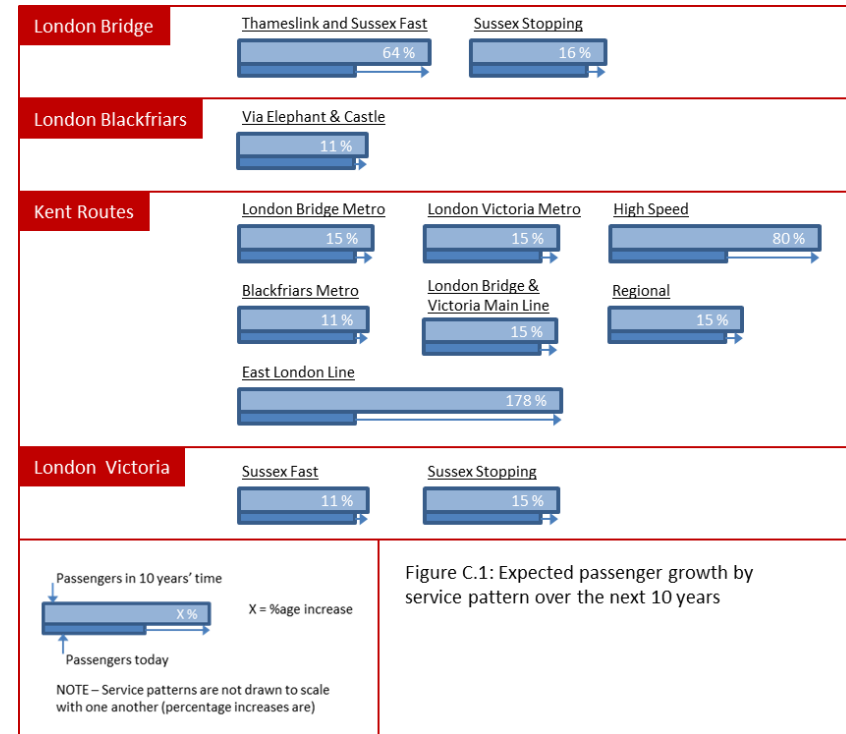 London Bridge
Thameslink and Sussex Fast
64 %
Sussex Stopping
16 %
London Blackfriars
Via Elephant & Castle
11 %
Kent Routes
London Bridge Metro
15 %
London Victoria Metro
15 %
High Speed
80 %
Blackfriars Metro
11 %
London Bridge &
Victoria Main Line
15 %
Regional
15 %
East London Line
178 %
London Victoria
Sussex Fast
11 %
Sussex Stopping
15 %
Passengers in 10 years’ time
X %
X = %age increase
Passengers today
NOTE – Service patterns are not drawn to scale
with one another (percentage increases are)
Figure C.1: Expected passenger growth by
service pattern over the next 10 years